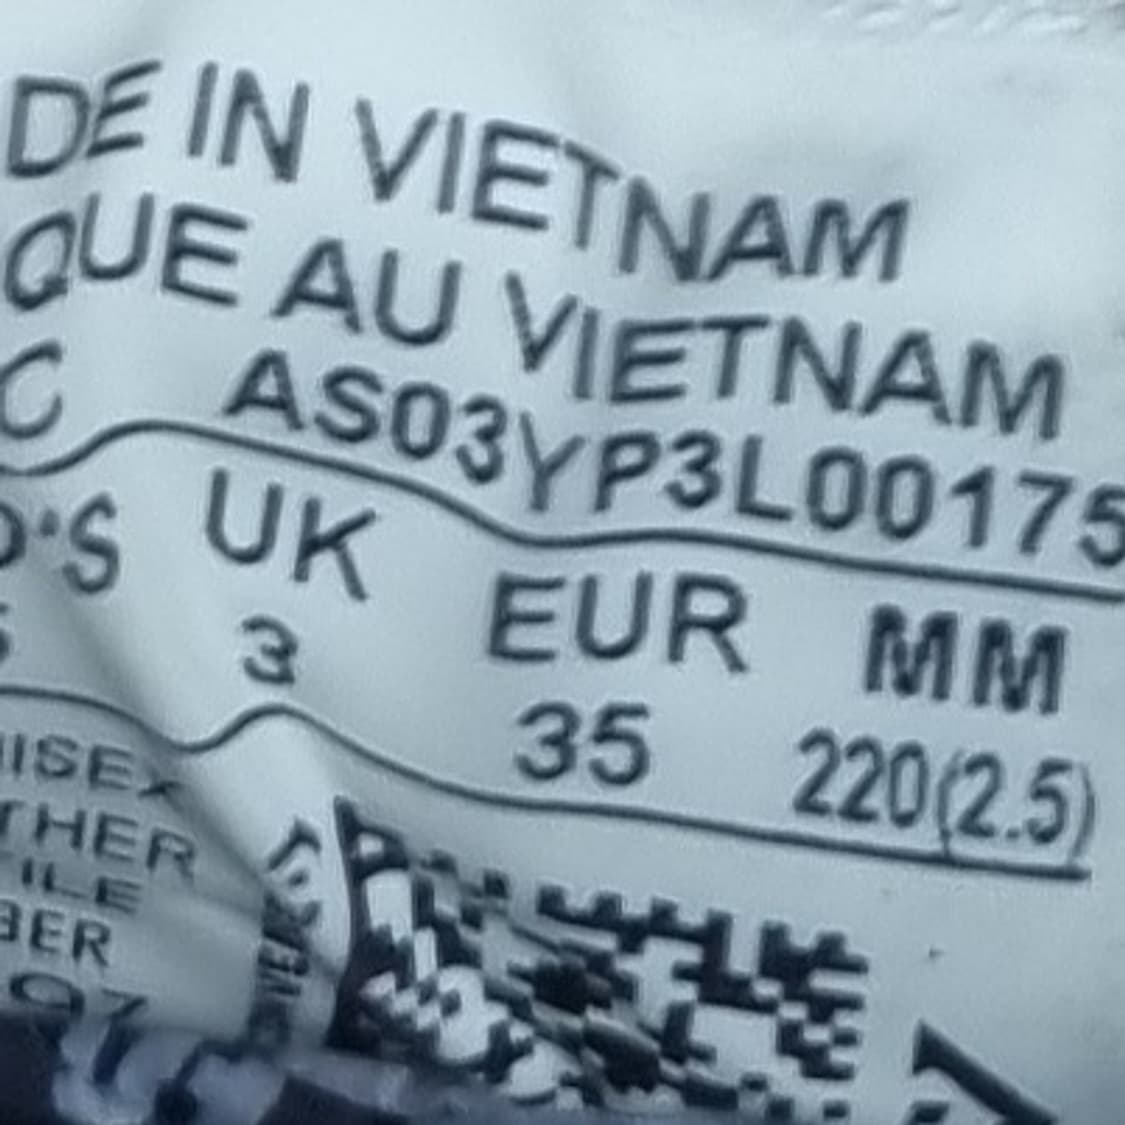 DE IN VIETNAM
QUE AU VIETNAM
C AS03YP3L00175
D'S UK EUR MM
3 35 220(2.5)
ISEX
THER
ILE
BER